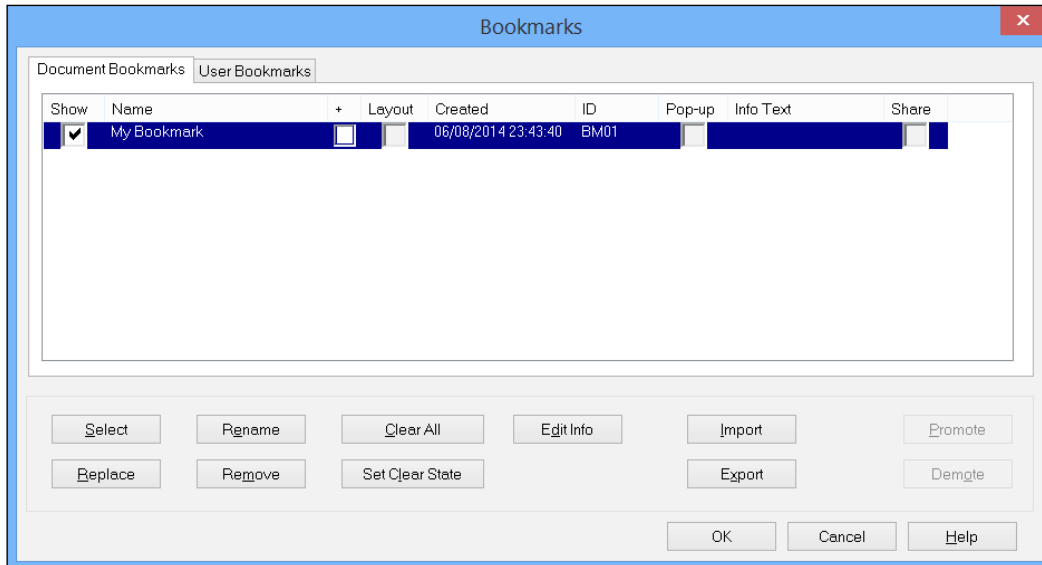 Bookmarks
x
Document Bookmarks User Bookmarks
Show Name + Layout Created ID Pop-up Info Text Share
My Bookmark 06/08/2014 23:43:40 BM01
Select Rename Clear All Edit Info Import Promote
Replace Remove Set Clear State Export Demote
OK Cancel Help